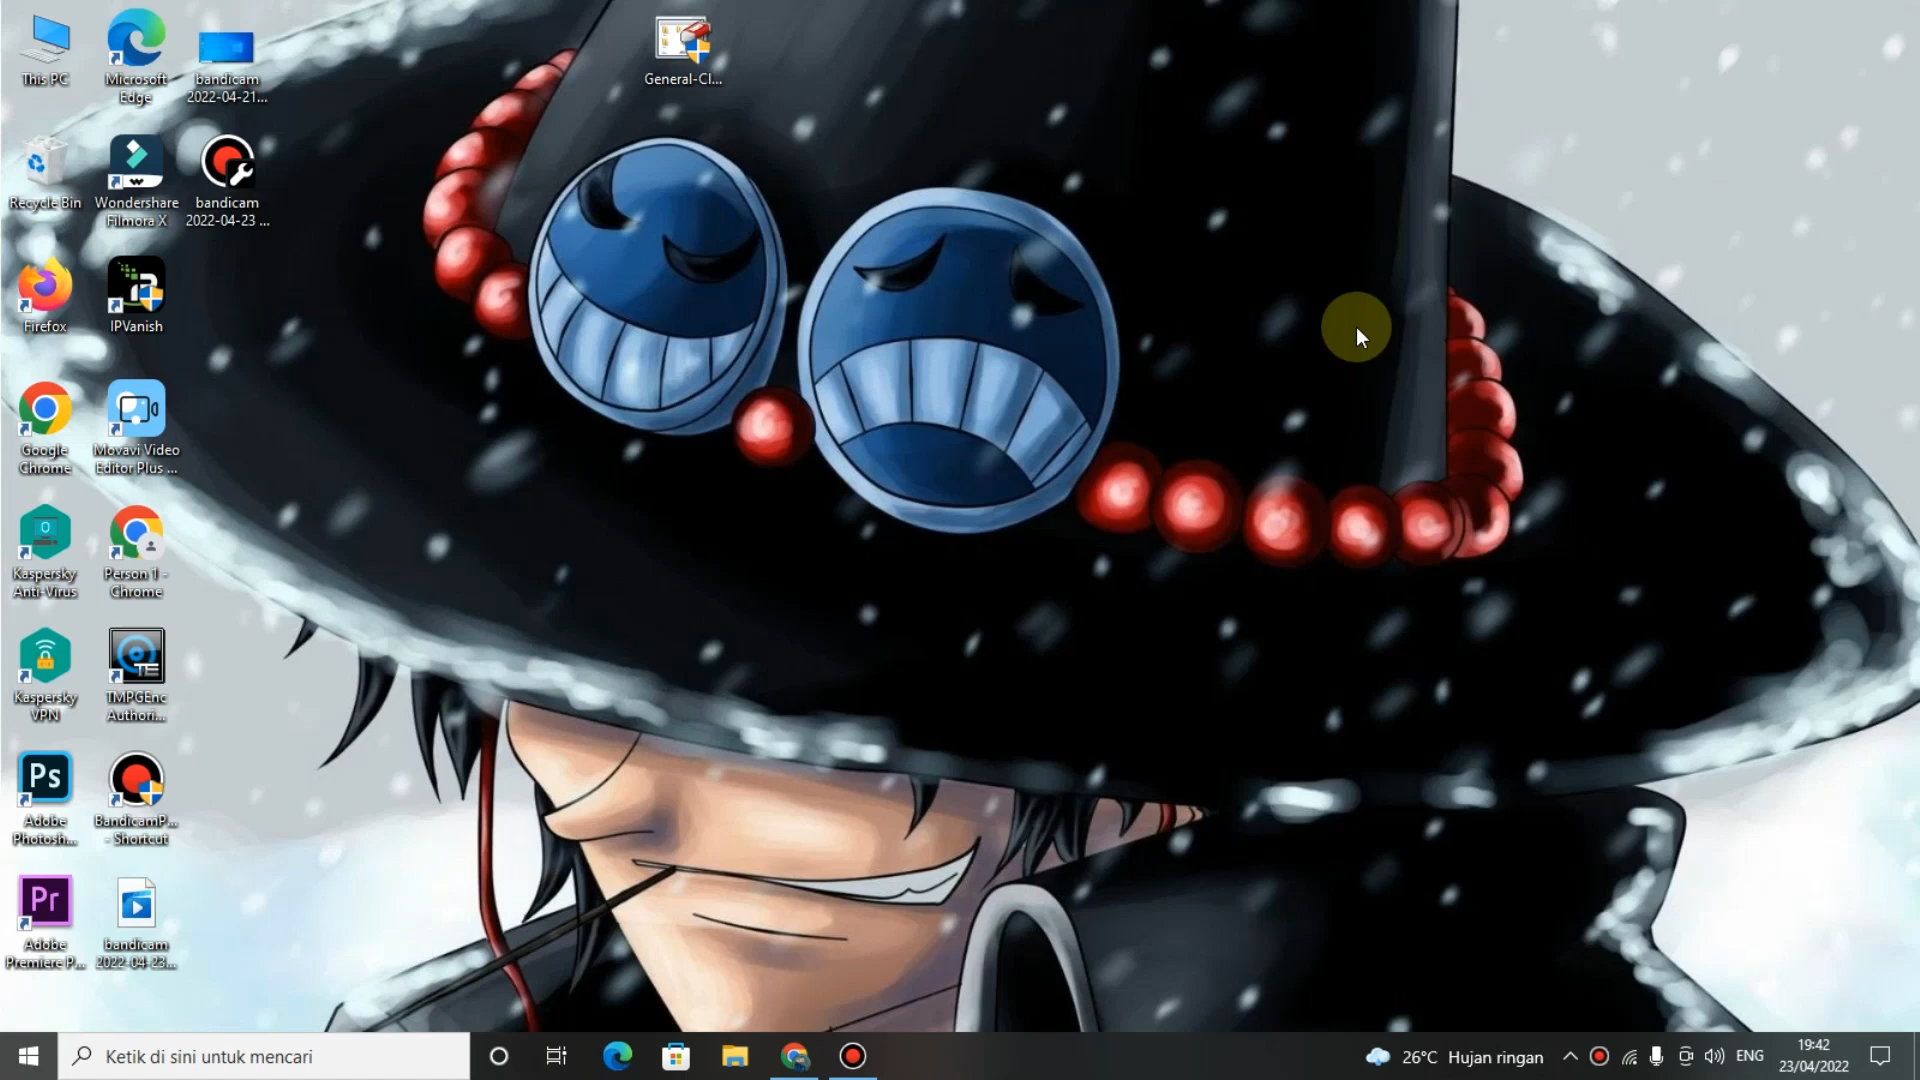 This PC
Microsoft
Edge
bandicam
2022-04-21...
General-Cl...
Recycle Bin
Wondershare
Filmora X
bandicam
2022-04-23 ...
Firefox
IPVanish
Google
Chrome
Movavi Video
Editor Plus ...
Kaspersky
Anti-Virus
Person 1 -
Chrome
Kaspersky
VPN
TMPGEnc
Authori...
TE
Ps
Adobe
Photosh...
BandicamP...
- Shortcut
Pr
Adobe
Premiere P...
bandicam
2022-04-23...
Ketik di sini untuk mencari
26°C Hujan ringan
ENG
19:42
23/04/2022